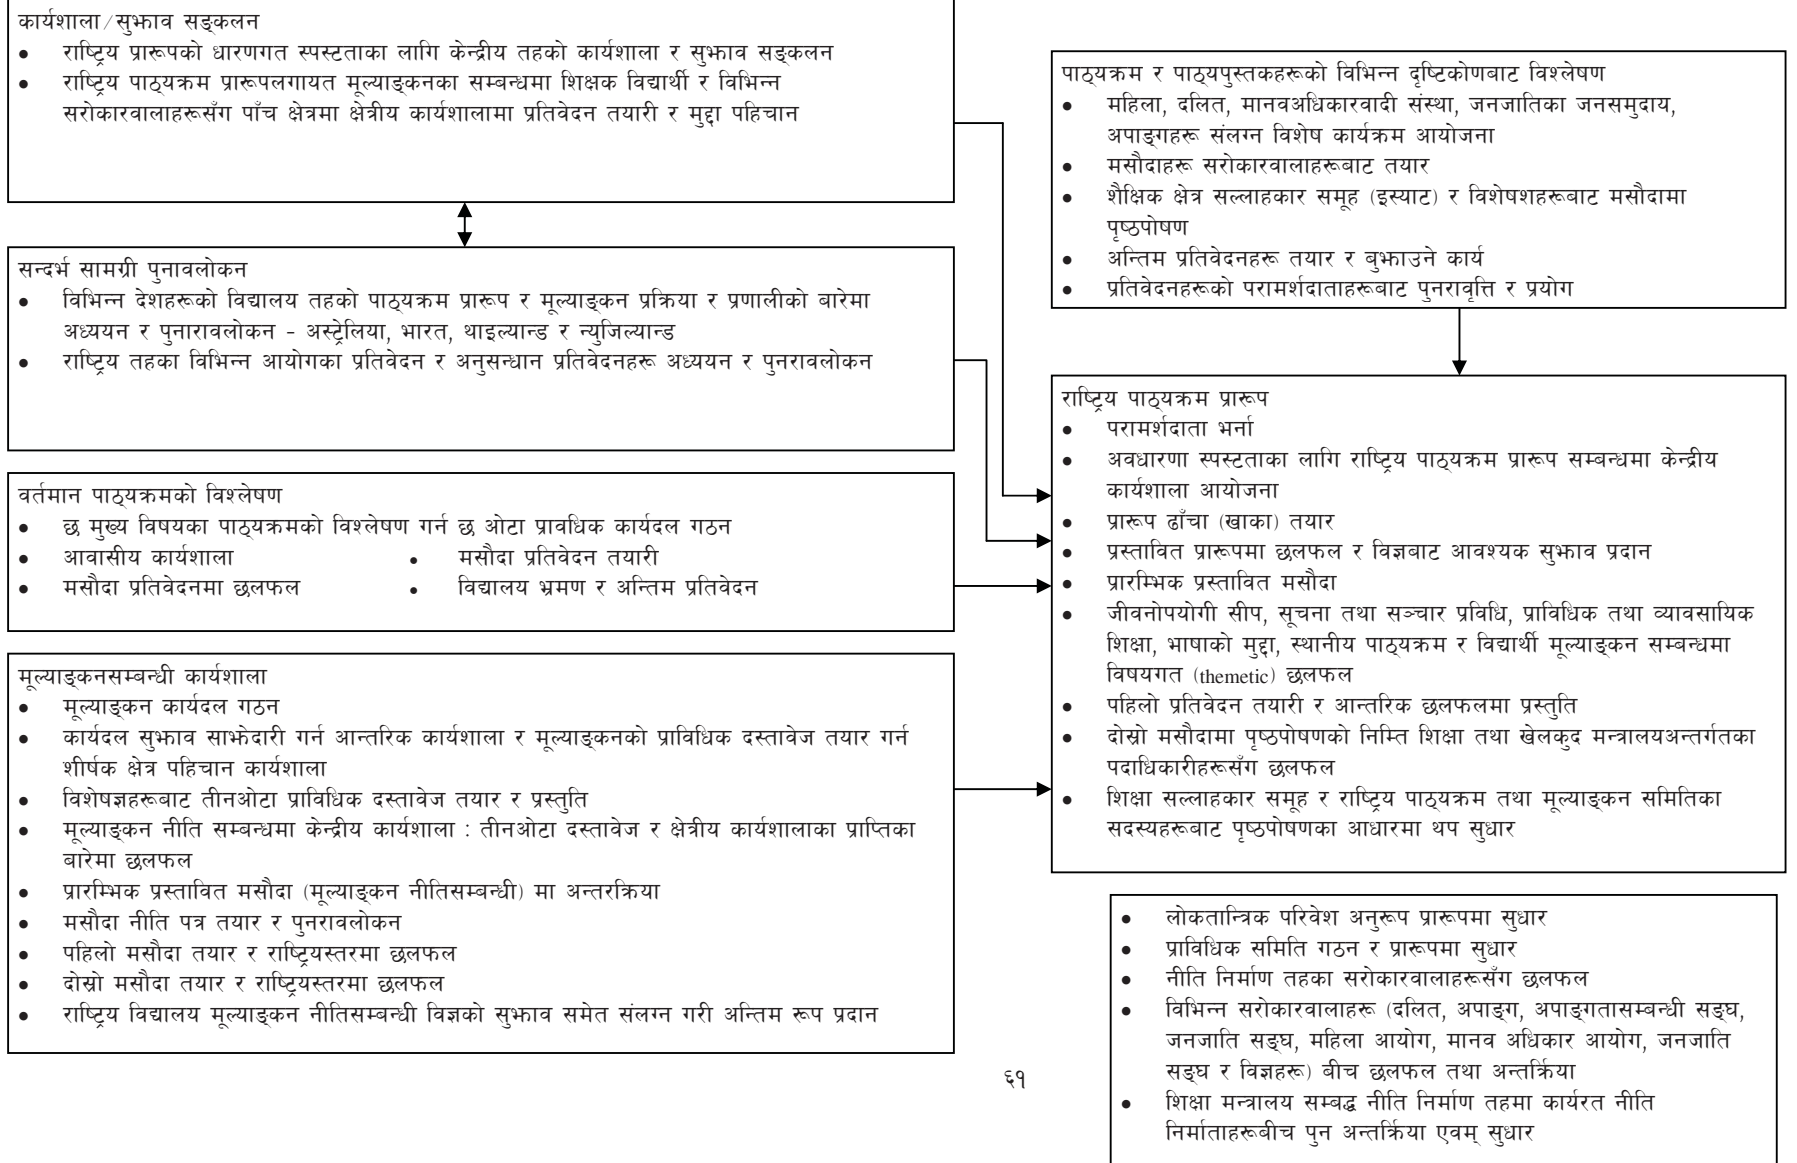 कार्यशाला/सुझाव सङ्कलन
• राष्ट्रिय प्रारूपको धारणगत स्पस्टताका लागि केन्द्रीय तहको कार्यशाला र सुझाव सङ्कलन
• राष्ट्रिय पाठ्यक्रम प्रारूपलगायत मूल्याङ्कनका सम्बन्धमा शिक्षक विद्यार्थी र विभिन्न
सरोकारवालाहरूसँग पाँच क्षेत्रमा क्षेत्रीय कार्यशालामा प्रतिवेदन तयारी र मुद्दा पहिचान
सन्दर्भ सामग्री पुनावलोकन
• विभिन्न देशहरूको विद्यालय तहको पाठ्यक्रम प्रारूप र मूल्याङ्कन प्रक्रिया र प्रणालीको बारेमा
अध्ययन र पुनारावलोकन - अस्ट्रेलिया, भारत, थाइल्यान्ड र न्युजिल्यान्ड
• राष्ट्रिय तहका विभिन्न आयोगका प्रतिवेदन र अनुसन्धान प्रतिवेदनहरू अध्ययन र पुनरावलोकन
वर्तमान पाठ्यक्रमको विश्लेषण
• छ मुख्य विषयका पाठ्यक्रमको विश्लेषण गर्न छ ओटा प्रावधिक कार्यदल गठन
• आवासीय कार्यशाला • मसौदा प्रतिवेदन तयारी
• मसौदा प्रतिवेदनमा छलफल • विद्यालय भ्रमण र अन्तिम प्रतिवेदन
मूल्याङ्कनसम्बन्धी कार्यशाला
• मूल्याङ्कन कार्यदल गठन
• कार्यदल सुझाव साझेदारी गर्न आन्तरिक कार्यशाला र मूल्याङ्कनको प्राविधिक दस्तावेज तयार गर्न
शीर्षक क्षेत्र पहिचान कार्यशाला
• विशेषज्ञहरूबाट तीनओटा प्राविधिक दस्तावेज तयार र प्रस्तुति
• मूल्याङ्कन नीति सम्बन्धमा केन्द्रीय कार्यशाला : तीनओटा दस्तावेज र क्षेत्रीय कार्यशालाका प्राप्तिका
बारेमा छलफल
• प्रारम्भिक प्रस्तावित मसौदा (मूल्याङ्कन नीतिसम्बन्धी) मा अन्तरक्रिया
• मसौदा नीति पत्र तयार र पुनरावलोकन
• पहिलो मसौदा तयार र राष्ट्रियस्तरमा छलफल
• दोस्रो मसौदा तयार र राष्ट्रियस्तरमा छलफल
• राष्ट्रिय विद्यालय मूल्याङ्कन नीतिसम्बन्धी विज्ञको सुझाव समेत संलग्न गरी अन्तिम रूप प्रदान
पाठ्यक्रम र पाठ्यपुस्तकहरूको विभिन्न दृष्टिकोणबाट विश्लेषण
• महिला, दलित, मानवअधिकारवादी संस्था, जनजातिका जनसमुदाय,
अपाङ्गहरू संलग्न विशेष कार्यक्रम आयोजना
• मसौदाहरू सरोकारवालाहरूबाट तयार
• शैक्षिक क्षेत्र सल्लाहकार समूह (इस्याट) र विशेषशहरूबाट मसौदामा
पृष्ठपोषण
• अन्तिम प्रतिवेदनहरू तयार र बुझाउने कार्य
• प्रतिवेदनहरूको परामर्शदाताहरूबाट पुनरावृत्ति र प्रयोग
राष्ट्रिय पाठ्यक्रम प्रारूप
• परामर्शदाता भर्ना
• अवधारणा स्पस्टताका लागि राष्ट्रिय पाठ्यक्रम प्रारूप सम्बन्धमा केन्द्रीय
कार्यशाला आयोजना
• प्रारूप ढाँचा (खाका) तयार
• प्रस्तावित प्रारूपमा छलफल र विज्ञबाट आवश्यक सुझाव प्रदान
• प्रारम्भिक प्रस्तावित मसौदा
• जीवनोपयोगी सीप, सूचना तथा सञ्चार प्रविधि, प्राविधिक तथा व्यावसायिक
शिक्षा, भाषाको मुद्दा, स्थानीय पाठ्यक्रम र विद्यार्थी मूल्याङ्कन सम्बन्धमा
विषयगत (themetic) छलफल
• पहिलो प्रतिवेदन तयारी र आन्तरिक छलफलमा प्रस्तुति
• दोस्रो मसौदामा पृष्ठपोषणको निम्ति शिक्षा तथा खेलकुद मन्त्रालयअन्तर्गतका
पदाधिकारीहरूसँग छलफल
• शिक्षा सल्लाहकार समूह र राष्ट्रिय पाठ्यक्रम तथा मूल्याङ्कन समितिका
सदस्यहरूबाट पृष्ठपोषणका आधारमा थप सुधार
• लोकतान्त्रिक परिवेश अनुरूप प्रारूपमा सुधार
• प्राविधिक समिति गठन र प्रारूपमा सुधार
• नीति निर्माण तहका सरोकारवालाहरूसंग छलफल
• विभिन्न सरोकारवालाहरू (दलित, अपाङ्ग, अपाङ्गतासम्बन्धी सङ्घ,
जनजाति सङ्घ, महिला आयोग, मानव अधिकार आयोग, जनजाति
सङ्घ र विज्ञहरू) बीच छलफल तथा अन्तर्क्रिया
• शिक्षा मन्त्रालय सम्बद्ध नीति निर्माण तहमा कार्यरत नीति
निर्माताहरूबीच पुन अन्तर्क्रिया एवम् सुधार
६१